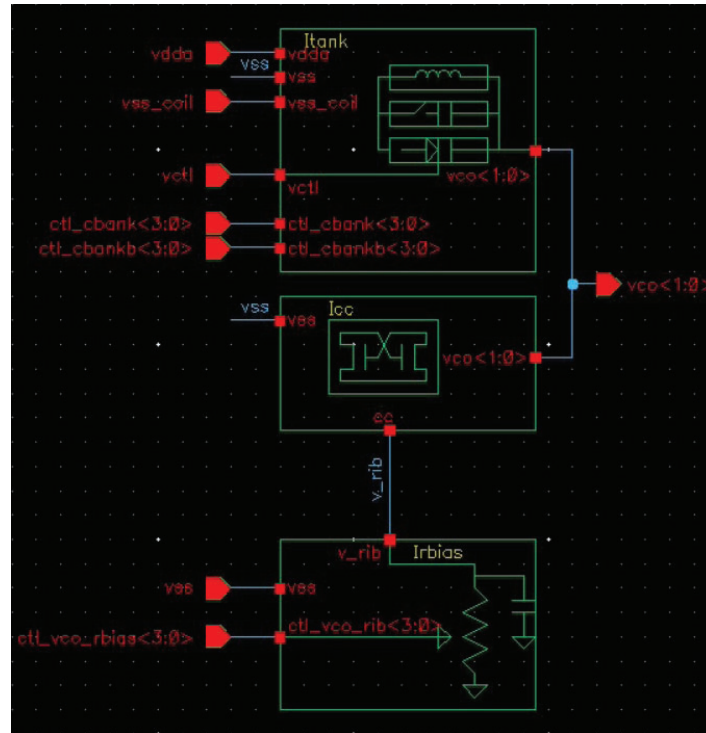 Itank
vdda
vdda
vss
vss
vss_coil
vss_coil
vctl
vctl
vco<1:0>
ctl_cbank<3:0>
ctl_cbank<3:0>
ctl_cbankb<3:0>
ctl_cbankb<3:0>
vco<1:0>
vss
vss
Icc
vco<1:0>
cc
v_rib
v_rib
Irbias
vss
vss
ctl_vco_rbias<3:0>
ctl_vco_rib<3:0>